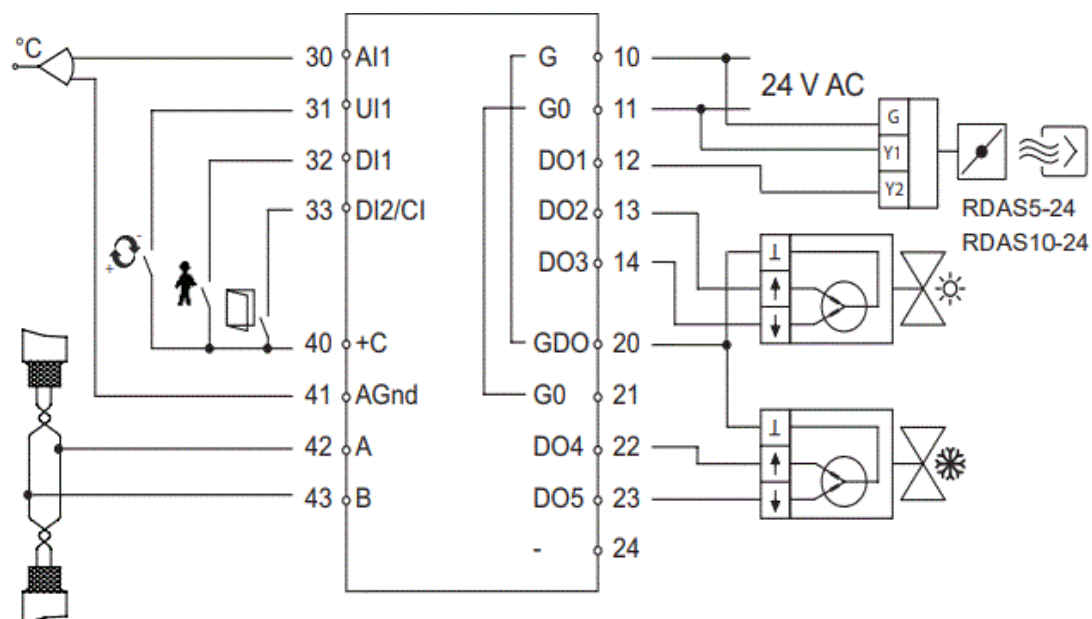 °C
30 AI1
31 UI1
32 DI1
33 DI2/CI
+ -
40 +C
41 AGnd
42 A
43 B
G 10
G0 11
DO1 12
DO2 13
DO3 14
GDO 20
G0 21
DO4 22
DO5 23
- 24
24 V AC
G
Y1
Y2
RDAS5-24
RDAS10-24
⊥
↑
↓
⊥
↑
↓